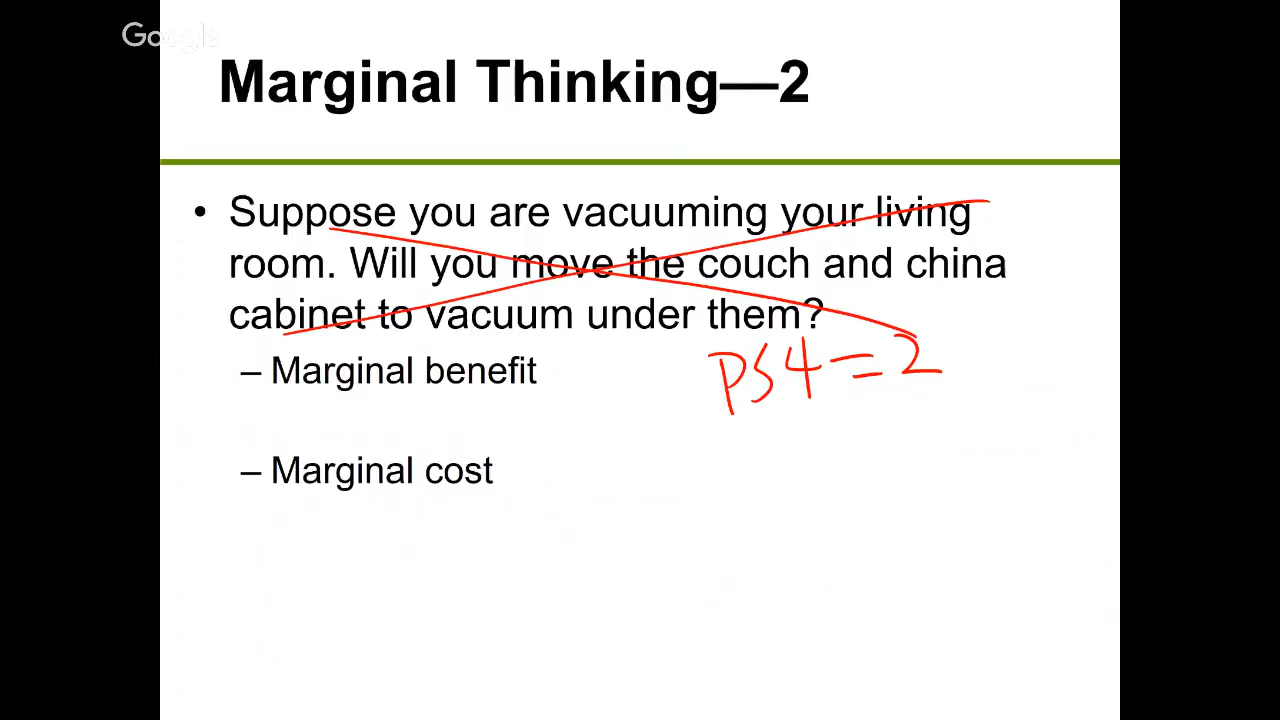 Google
Marginal Thinking—2
• Suppose you are vacuuming your living
room. Will you move the couch and china
cabinet to vacuum under them?
– Marginal benefit
PS4=2
– Marginal cost